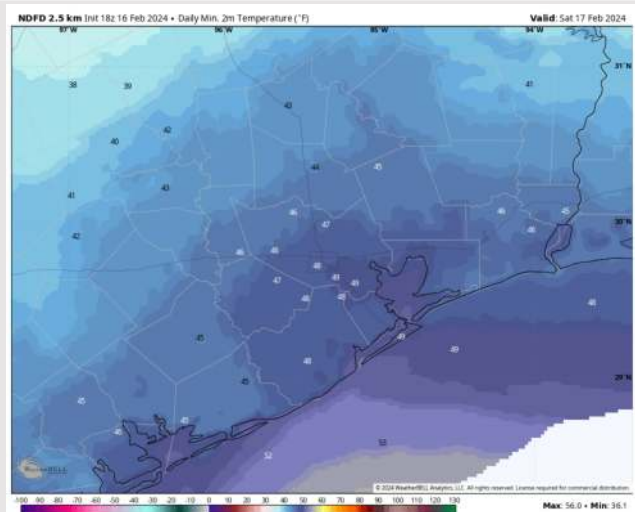 NDFD 2.5 km Init 18z 16 Feb 2024 • Daily Min. 2m Temperature (°F) Valid: Sat 17 Feb 2024
97°W 96°W 95°W 94°W
31°N
38 39 41
43
42
40
44 45
43
41
46 46 45
47 30°N
42 46
46 46
48
47 49 49
48 48 48
45 49 49
48
45 29°N
45
45
45
53
52
WeatherBELL
© 2024 WeatherBELL Analytics, LLC. All rights reserved. License required for commercial distribution.
-100 -90 -80 -70 -60 -50 -40 -30 -20 -10 0 10 20 30 40 50 60 70 80 90 100 110 120 130
Max: 56.0 • Min: 36.1